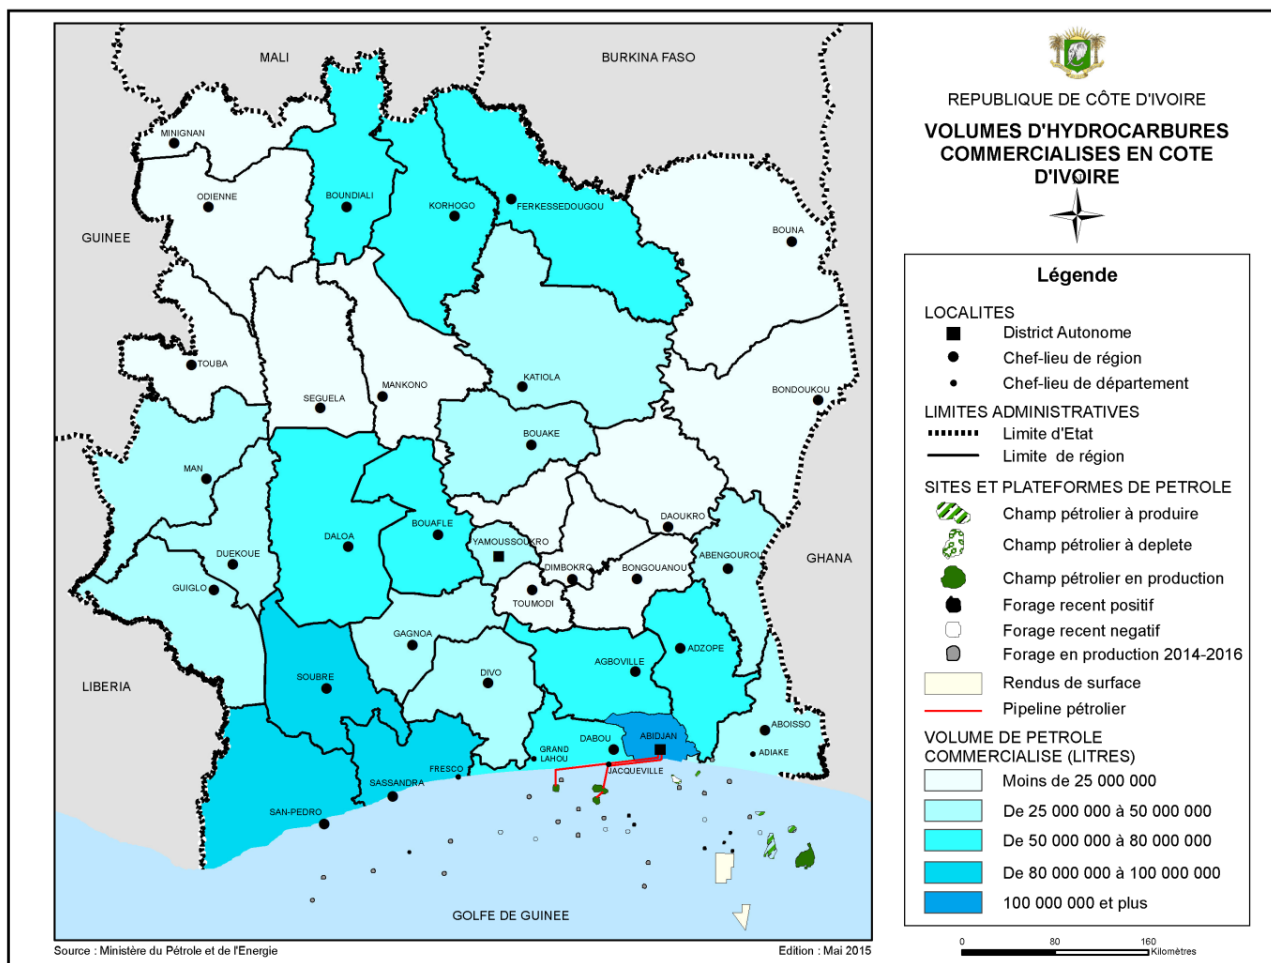 MALI
BURKINA FASO
MINIGNAN
ODIENNE
BOUNDIALI
KORHOGO
FERKESSEDOUGOU
GUINEE
BOUNA
TOUBA
SEGUELA
MANKONO
KATIOLA
BONDOUKOU
BOUAKE
MAN
DALOA
BOUAFLE
YAMOUSSOUKRO
DAOUKRO
DUEKOUE
DIMBOKRO
BONGOUANOU
ABENGOUROU
GHANA
GUIGLO
TOUMODI
GAGNOA
AGBOVILLE
ADZOPE
LIBERIA
SOUBRE
DIVO
ABOISSO
ADIAKE
GRAND
LAHOU
DABOU
ABIDJAN
JACQUEVILLE
FRESCO
SASSANDRA
SAN-PEDRO
GOLFE DE GUINEE
Source : Ministère du Pétrole et de l'Energie
Edition : Mai 2015
REPUBLIQUE DE CÔTE D'IVOIRE
VOLUMES D'HYDROCARBURES
COMMERCIALISES EN COTE
D'IVOIRE
Légende
LOCALITES
District Autonome
Chef-lieu de région
Chef-lieu de département
LIMITES ADMINISTRATIVES
Limite d'Etat
Limite de région
SITES ET PLATEFORMES DE PETROLE
Champ pétrolier à produire
Champ pétrolier à deplete
Champ pétrolier en production
Forage recent positif
Forage recent negatif
Forage en production 2014-2016
Rendus de surface
Pipeline pétrolier
VOLUME DE PETROLE
COMMERCIALISE (LITRES)
Moins de 25 000 000
De 25 000 000 à 50 000 000
De 50 000 000 à 80 000 000
De 80 000 000 à 100 000 000
100 000 000 et plus
0 80 160
Kilomètres